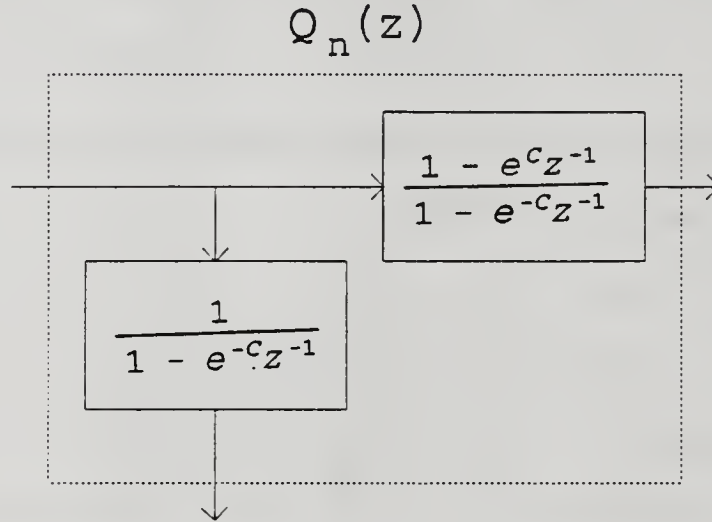 Q_n(z)
1 - e^C z^{-1}
1 - e^{-C} z^{-1}
1
1 - e^{-C} z^{-1}